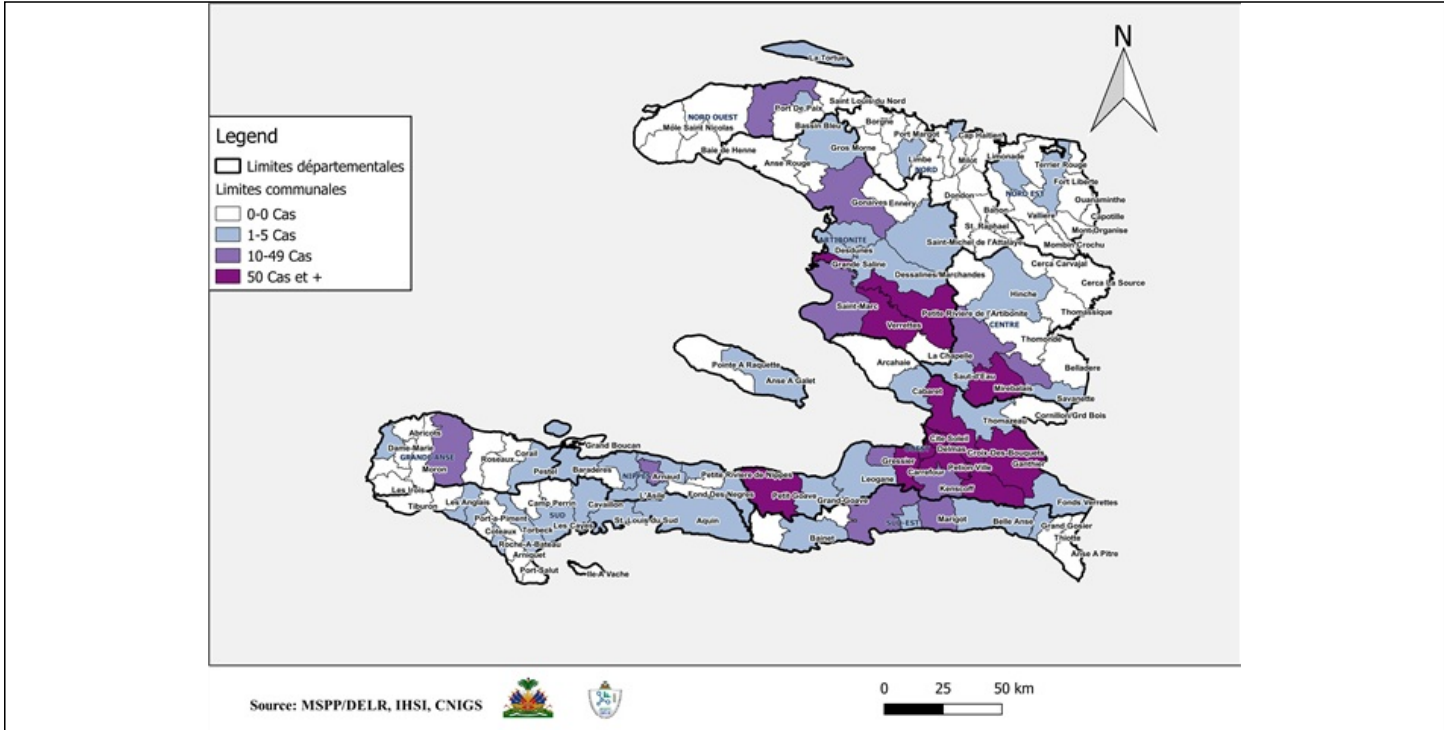 N
Legend
Limites départementales
Limites communales
0-0 Cas
1-5 Cas
10-49 Cas
50 Cas et +
La Tortue
Saint Louis du Nord
Port De Paix
NORD OUEST
Môle Saint Nicolas
Bassin Bleu
Borgne
Port Margot
Cap Haïtien
Baie de Henne
Gros Morne
Anse Rouge
Limbe
Milot
Limonade
Terrier Rouge
NORD
Fort Liberte
NORD EST
Ouanaminthe
Dondon
Gonaives
Ennery
Bahon
Valliere
Capotille
St. Raphael
Mont-Organise
ARTIBONITE
Saint-Michel de l'Attalaye
Mombin Crochu
Desdunes
Grande Saline
Cerca Carvajal
Dessalines/Marchandes
Cerca La Source
Hinche
Saint-Marc
Petite Riviere de l'Artibonite
Thomassique
Verrettes
CENTRE
Thomonde
La Chapelle
Arcahaie
Belladere
Pointe A Raquette
Saut-d'Eau
Anse A Galet
Mirebalais
Cabaret
Savanette
Cornillon/Grd Bois
Thomazeau
Abricots
Grand Boucan
Cite Soleil
Dame-Marie
Corail
Delmas
Croix-Des-Bouquets
GRANDE ANSE
Roseaux
Gressier
Ganthier
Moron
Pestel
Baradères
NIPPES
Arnaud
Petite Riviere de Nippes
Carrefour
Petion-Ville
Leogane
Kenscoff
Les Irois
L'Asile
Fond Des Negres
Petit Goave
Grand Goave
Fonds Verrettes
Tiburon
Les Anglais
Camp Perrin
Cavaillon
Port-a-Piment
SUD
St. Louis du Sud
Aquin
SUD-EST
Marigot
Belle Anse
Grand Gosier
Coteaux
Torbeck
Les Cayes
Bainet
Thiotte
Roche-A-Bateau
Arniquet
Anse A Pitre
Port-Salut
Ile-A Vache
Source: MSPP/DELR, IHSI, CNIGS
0 25 50 km